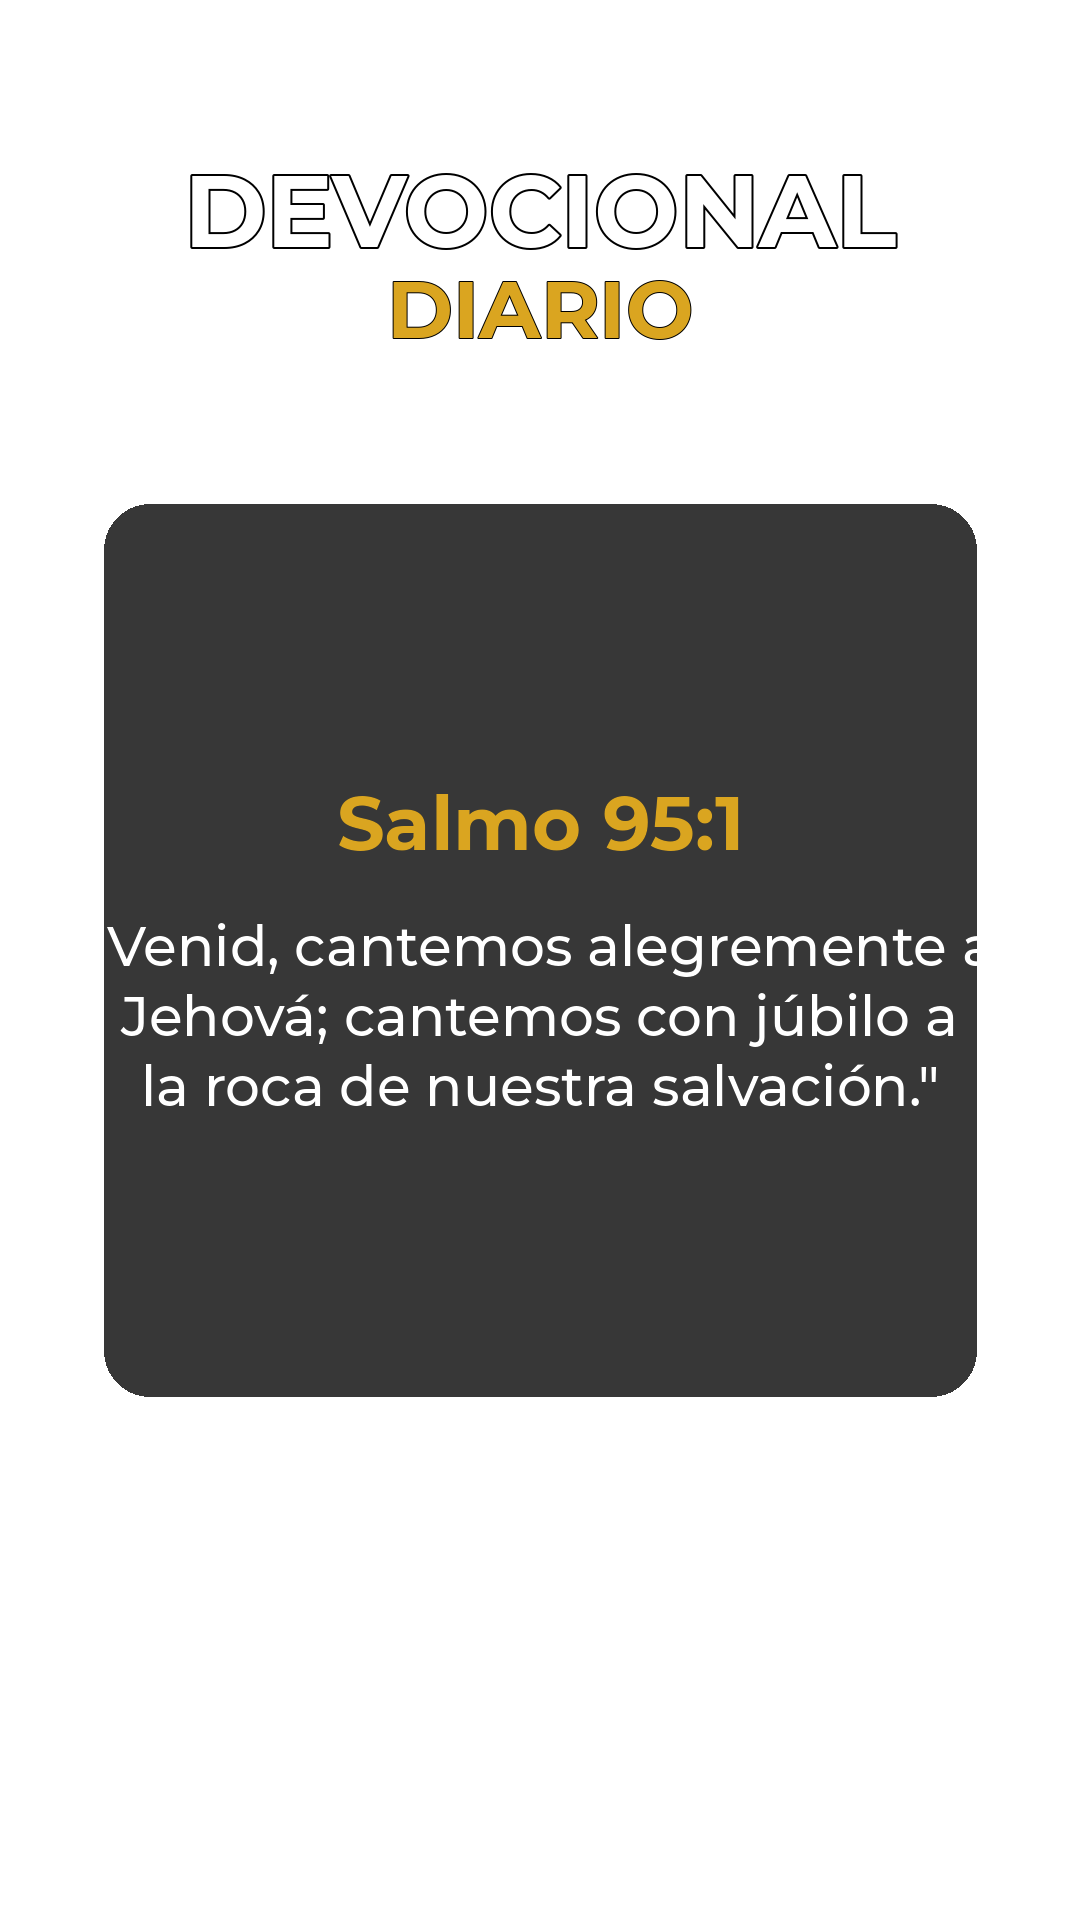 DEVOCIONAL
DIARIO
Salmo 95:1
Venid, cantemos alegremente a
Jehová; cantemos con júbilo a
la roca de nuestra salvación."